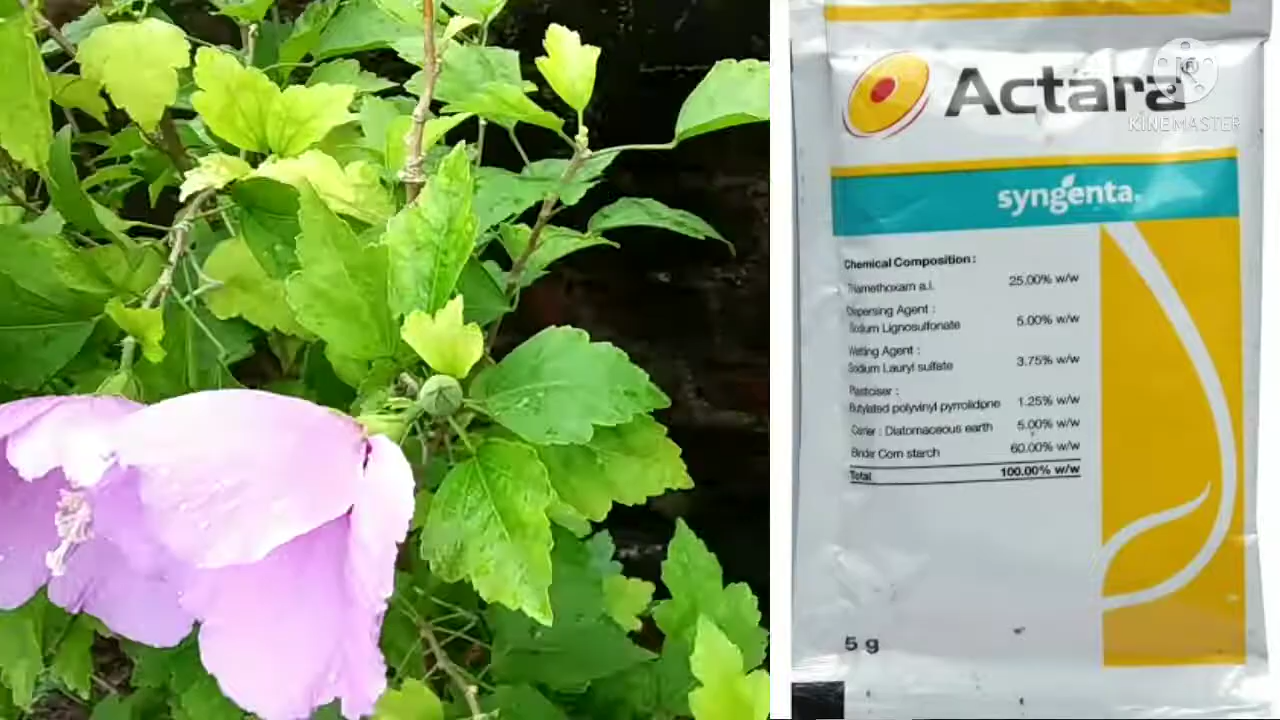 Actara®
KINEMASTER
syngenta®
Chemical Composition:
Thiamethoxam a.i. 25.00% w/w
Dispersing Agent :
Sodium Lignosulfonate 5.00% w/w
Wetting Agent :
Sodium Lauryl sulfate 3.75% w/w
Plasticiser :
Butylated polyvinyl pyrrolidone 1.25% w/w
Carrier : Diatomaceous earth 5.00% w/w
Binder Corn starch 60.00% w/w
Total 100.00% w/w
5 g